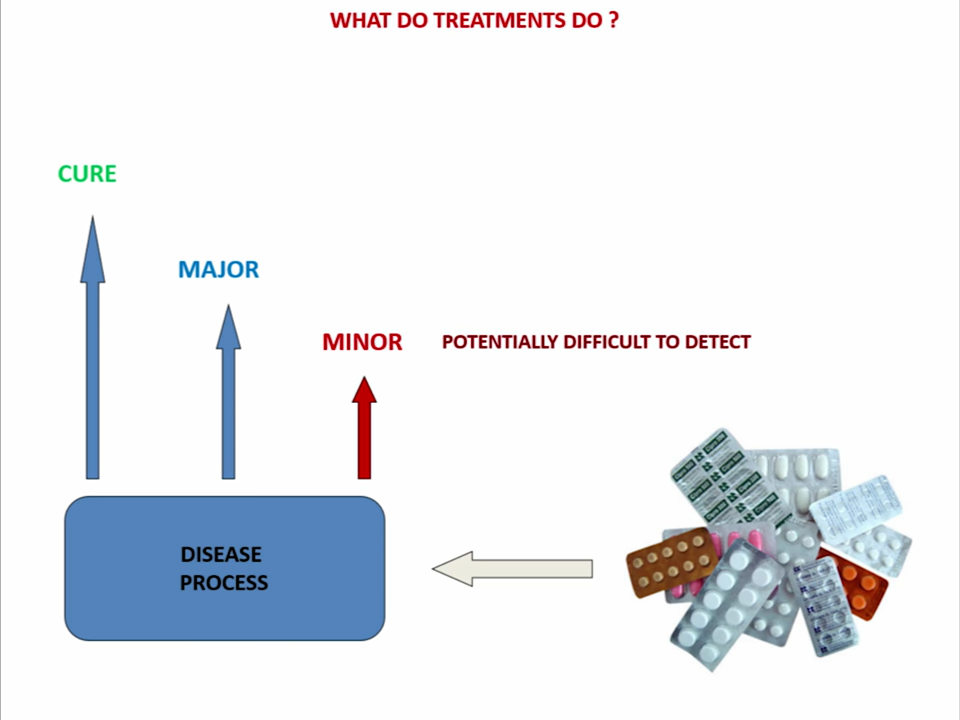 WHAT DO TREATMENTS DO ?
CURE
MAJOR
MINOR
POTENTIALLY DIFFICULT TO DETECT
DISEASE
PROCESS